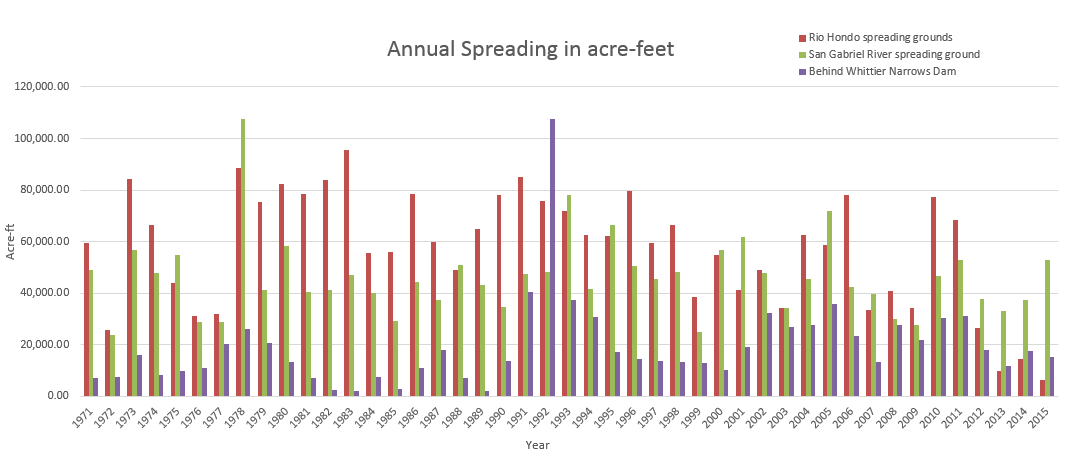 Annual Spreading in acre-feet
Rio Hondo spreading grounds
San Gabriel River spreading ground
Behind Whittier Narrows Dam
120,000.00
100,000.00
80,000.00
60,000.00
40,000.00
20,000.00
0.00
Acre-ft
1971 1972 1973 1974 1975 1976 1977 1978 1979 1980 1981 1982 1983 1984 1985 1986 1987 1988 1989 1990 1991 1992 1993 1994 1995 1996 1997 1998 1999 2000 2001 2002 2003 2004 2005 2006 2007 2008 2009 2010 2011 2012 2013 2014 2015
Year